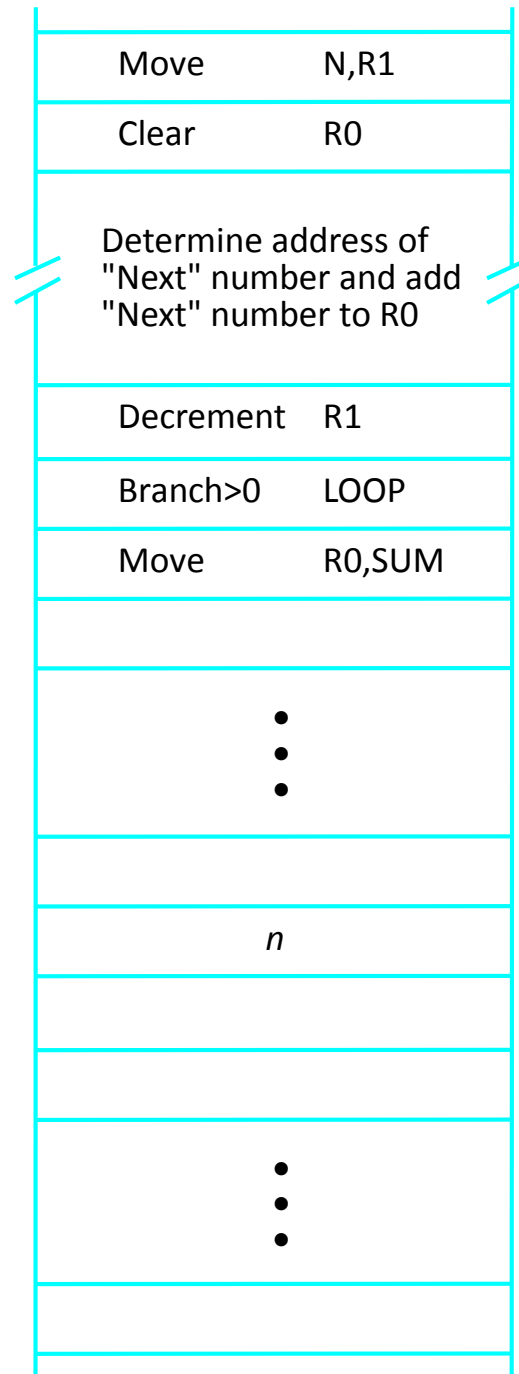 Move N,R1
Clear R0
Determine address of
"Next" number and add
"Next" number to R0
Decrement R1
Branch>0 LOOP
Move R0,SUM
n